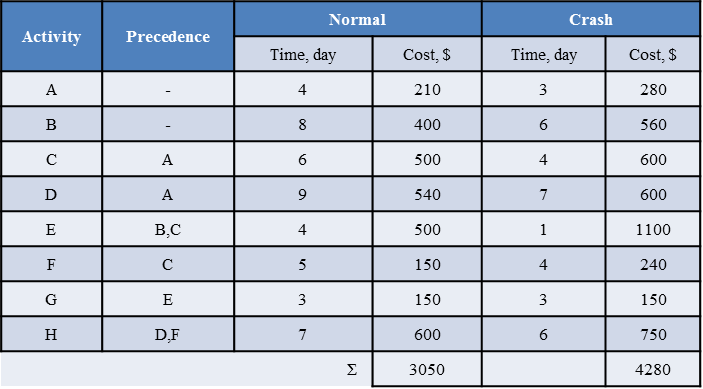 Activity Precedence Normal Crash
Time, day Cost, $ Time, day Cost, $
A - 4 210 3 280
B - 8 400 6 560
C A 6 500 4 600
D A 9 540 7 600
E B,C 4 500 1 1100
F C 5 150 4 240
G E 3 150 3 150
H D,F 7 600 6 750
Σ 3050 4280